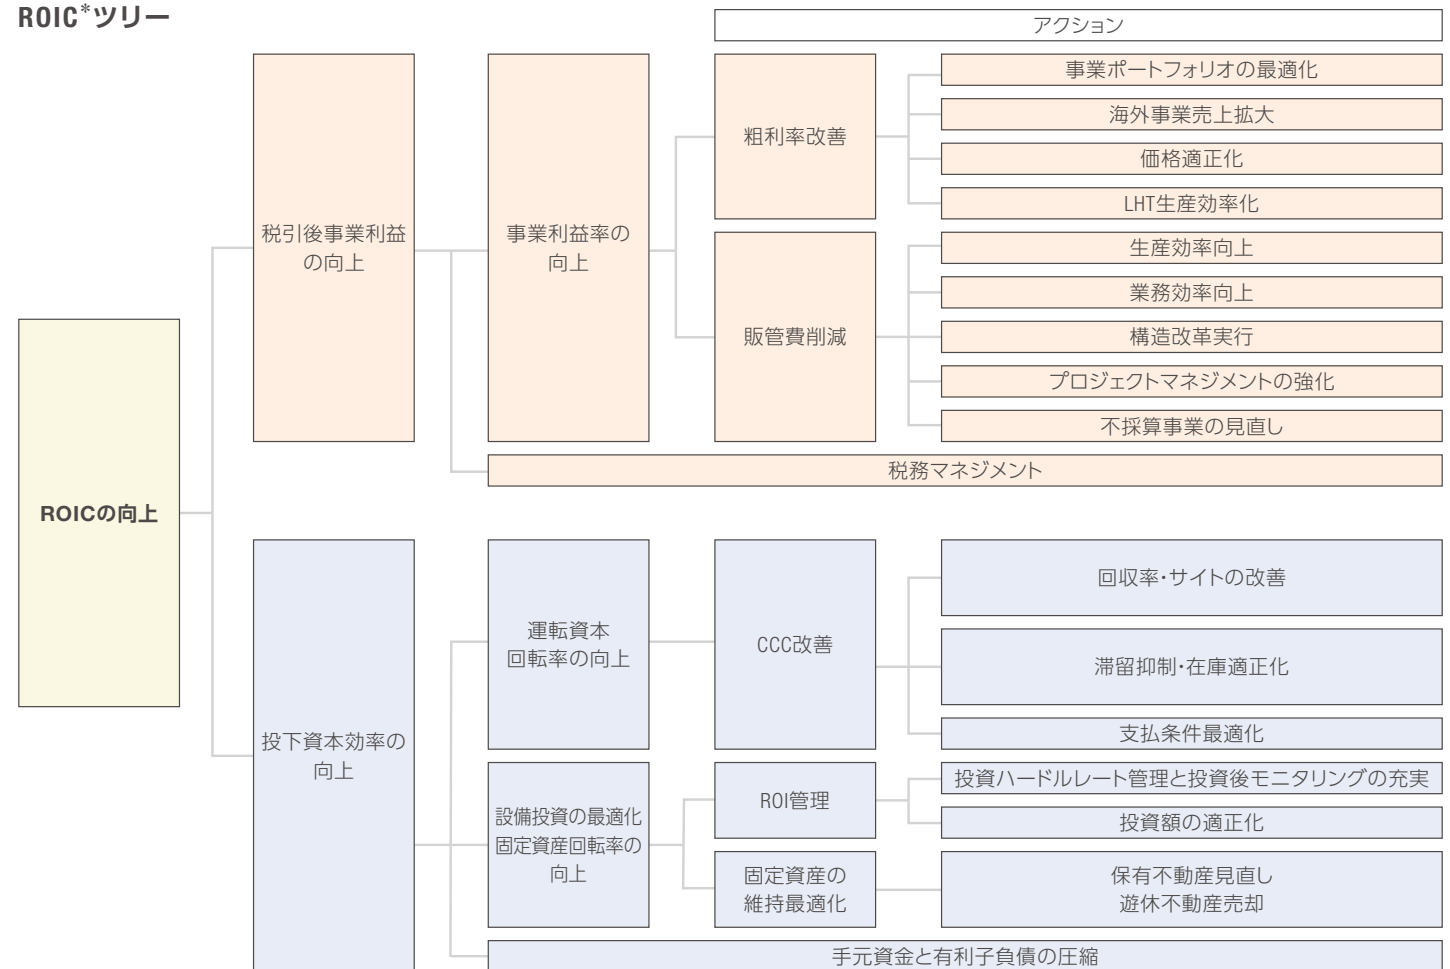 ROIC*ツリー
アクション
ROICの向上
税引後事業利益
の向上
事業利益率の
向上
粗利率改善
事業ポートフォリオの最適化
海外事業売上拡大
価格適正化
LHT生産効率化
販管費削減
生産効率向上
業務効率向上
構造改革実行
プロジェクトマネジメントの強化
不採算事業の見直し
税務マネジメント
投下資本効率の
向上
運転資本
回転率の向上
CCC改善
回収率・サイトの改善
滞留抑制・在庫適正化
支払条件最適化
設備投資の最適化
固定資産回転率の
向上
ROI管理
投資ハードルレート管理と投資後モニタリングの充実
投資額の適正化
固定資産の
維持最適化
保有不動産見直し
遊休不動産売却
手元資金と有利子負債の圧縮